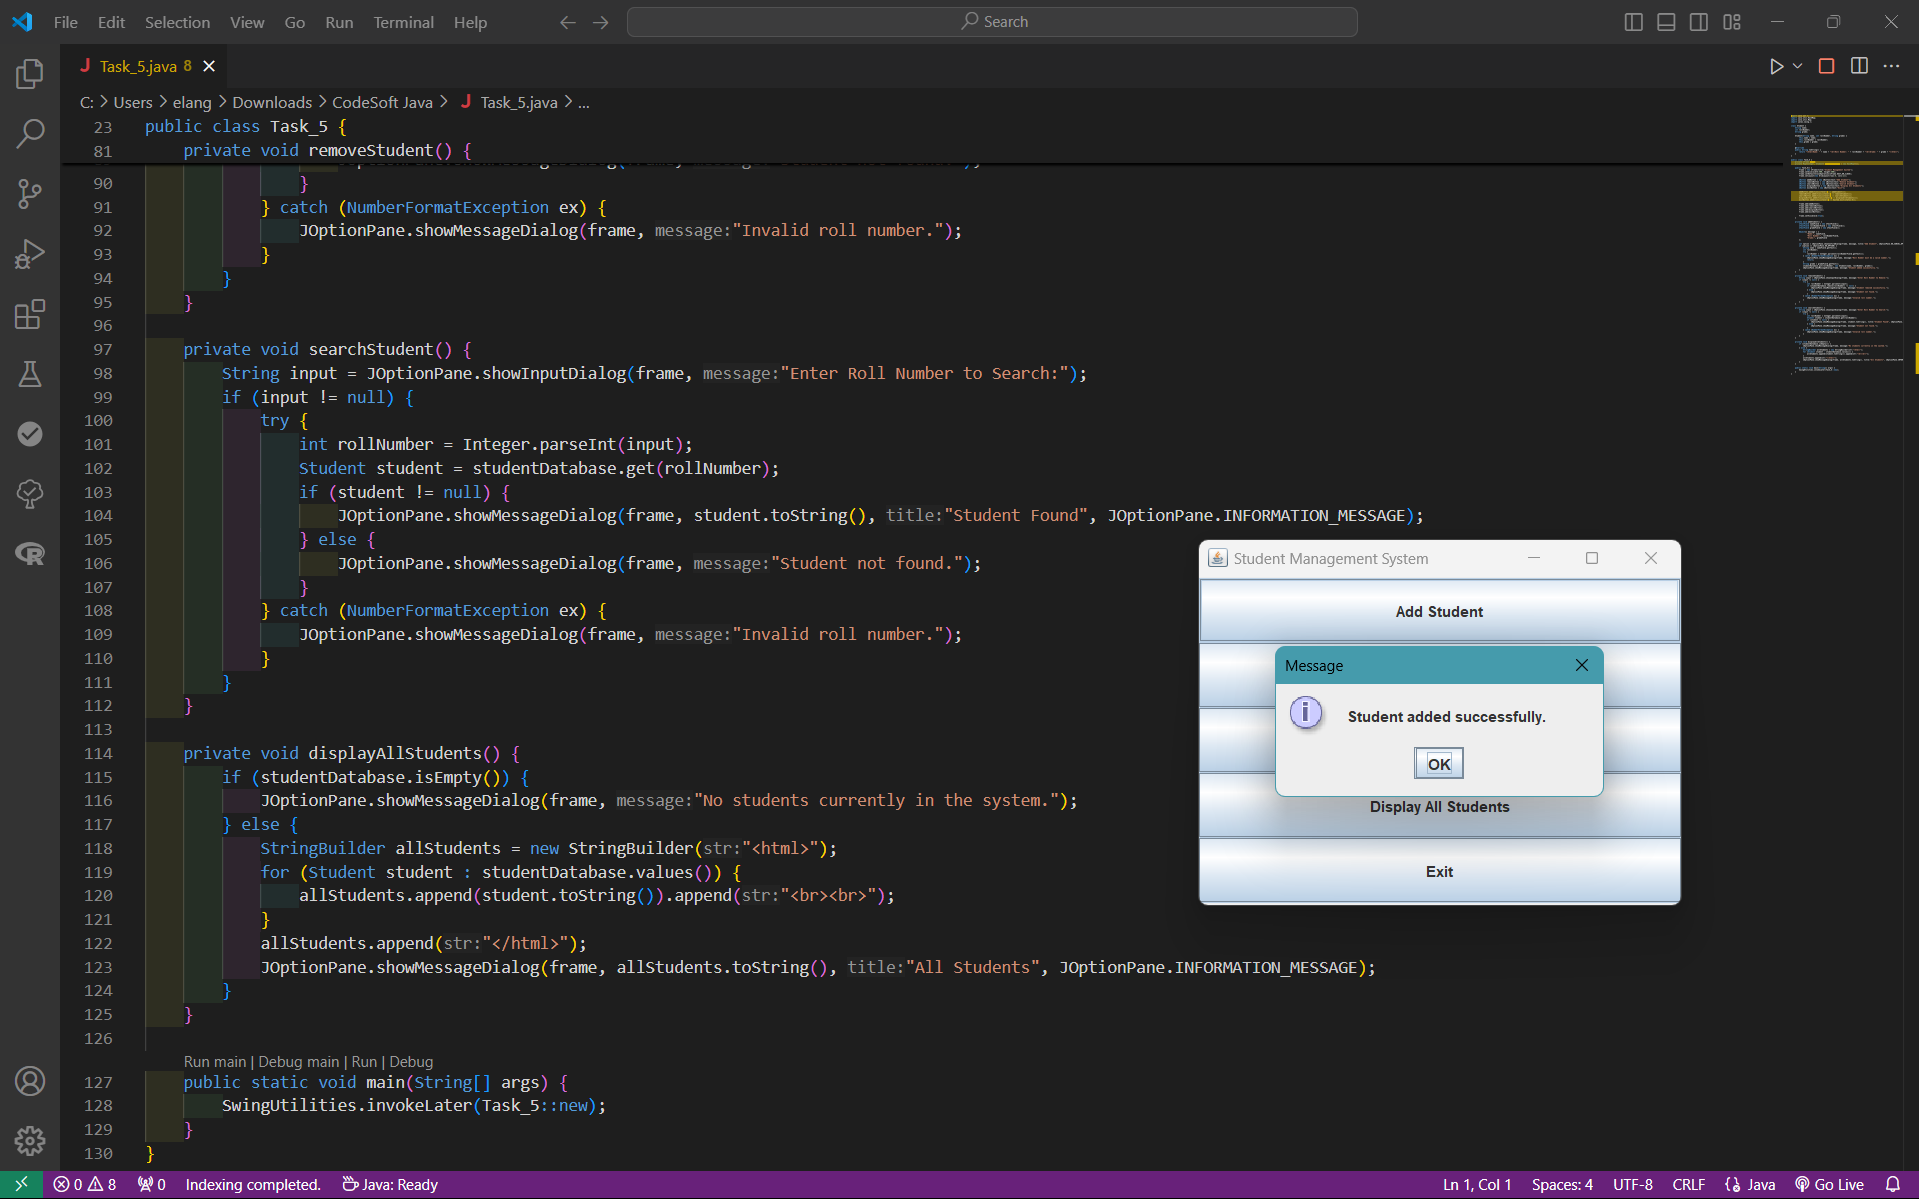 File Edit Selection View Go Run Terminal Help
Search
Task_5.java 8
C: > Users > elang > Downloads > CodeSoft Java > Task_5.java > ...
23 public class Task_5 {
81 private void removeStudent() {
90 }
91 } catch (NumberFormatException ex) {
92 JOptionPane.showMessageDialog(frame, message:"Invalid roll number.");
93 }
94 }
95 }
96
97 private void searchStudent() {
98 String input = JOptionPane.showInputDialog(frame, message:"Enter Roll Number to Search:");
99 if (input != null) {
100 try {
101 int rollNumber = Integer.parseInt(input);
102 Student student = studentDatabase.get(rollNumber);
103 if (student != null) {
104 JOptionPane.showMessageDialog(frame, student.toString(), title:"Student Found", JOptionPane.INFORMATION_MESSAGE);
105 } else {
106 JOptionPane.showMessageDialog(frame, message:"Student not found.");
107 }
108 } catch (NumberFormatException ex) {
109 JOptionPane.showMessageDialog(frame, message:"Invalid roll number.");
110 }
111 }
112 }
113
114 private void displayAllStudents() {
115 if (studentDatabase.isEmpty()) {
116 JOptionPane.showMessageDialog(frame, message:"No students currently in the system.");
117 } else {
118 StringBuilder allStudents = new StringBuilder(str:"<html>");
119 for (Student student : studentDatabase.values()) {
120 allStudents.append(student.toString()).append(str:"<br><br>");
121 }
122 allStudents.append(str:"</html>");
123 JOptionPane.showMessageDialog(frame, allStudents.toString(), title:"All Students", JOptionPane.INFORMATION_MESSAGE);
124 }
125 }
126
Run main | Debug main | Run | Debug
127 public static void main(String[] args) {
128 SwingUtilities.invokeLater(Task_5::new);
129 }
130 }
Student Management System
Add Student
Message
Student added successfully.
OK
Display All Students
Exit
0 8 0 Indexing completed. Java: Ready
Ln 1, Col 1 Spaces: 4 UTF-8 CRLF Java Go Live